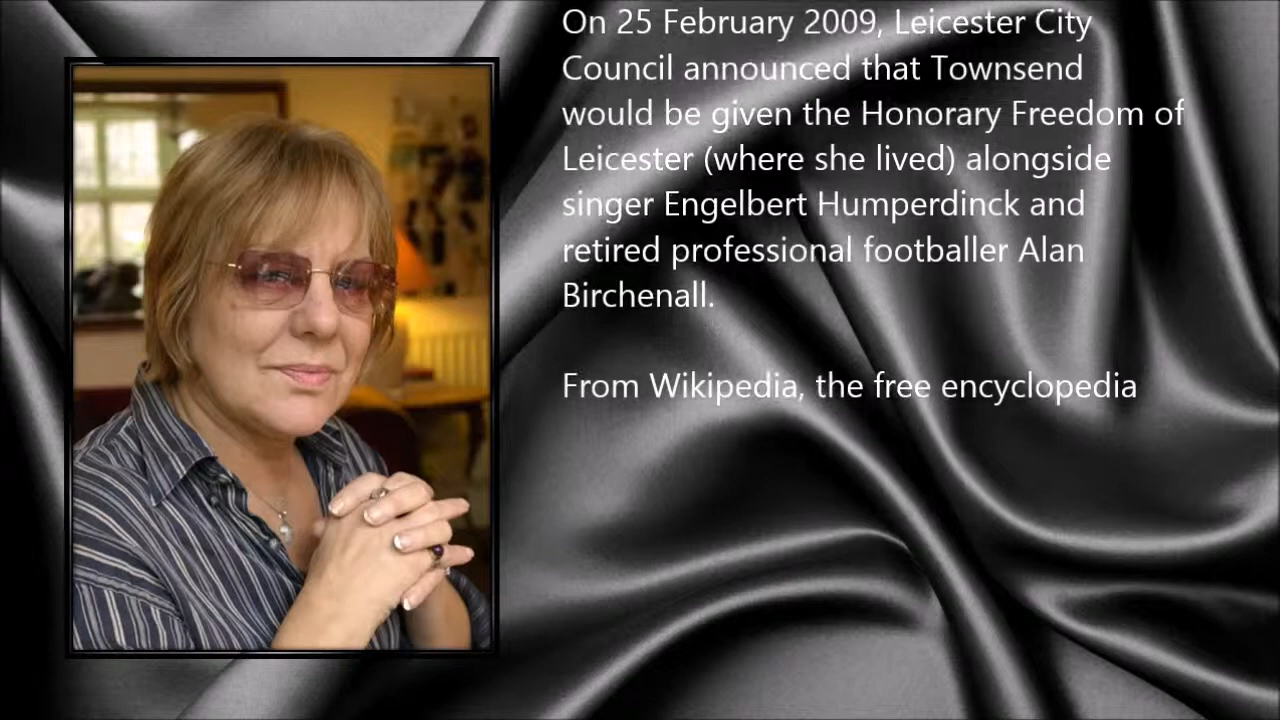 On 25 February 2009, Leicester City
Council announced that Townsend
would be given the Honorary Freedom of
Leicester (where she lived) alongside
singer Engelbert Humperdinck and
retired professional footballer Alan
Birchenall.
From Wikipedia, the free encyclopedia